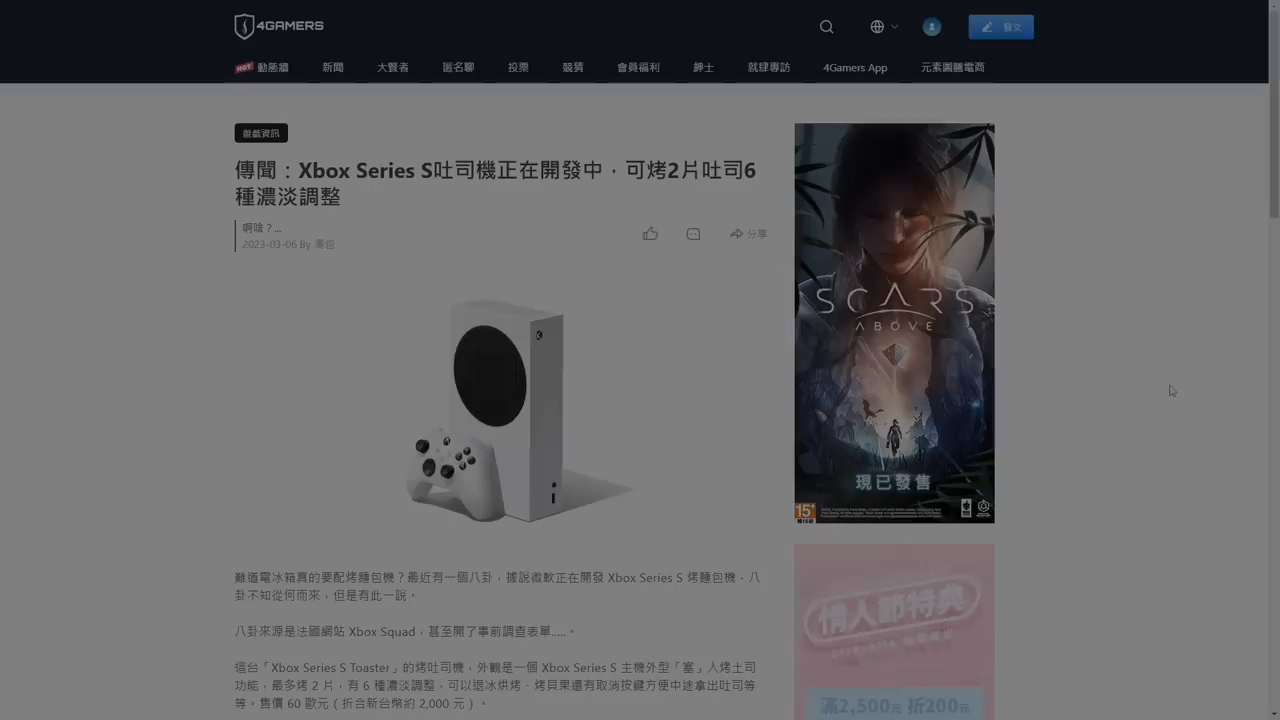 4GAMERS
發文
HOT 動態牆
新聞
大賢者
匿名聊
投票
競猜
會員福利
紳士
就肆專訪
4Gamers App
元素圖騰電商
遊戲資訊
傳聞：Xbox Series S吐司機正在開發中，可烤2片吐司6
種濃淡調整
啊啥？...
2023-03-06 By
分享
SCARS
ABOVE
現已發售
15+
難道電冰箱真的要配烤麵包機？最近有一個八卦，據說微軟正在開發 Xbox Series S 烤麵包機，八
卦不知從何而來，但是有此一說。
八卦來源是法國網站 Xbox Squad，甚至開了事前調查表單.....。
這台「Xbox Series S Toaster」的烤吐司機，外觀是一個 Xbox Series S 主機外型「塞」人烤土司
功能，最多烤 2 片，有 6 種濃淡調整，可以退冰烘烤、烤貝果還有取消按鍵方便中途拿出吐司等
等。售價 60 歐元（折合新台幣約 2,000 元）。
情人節特典
滿2,500元 折200元